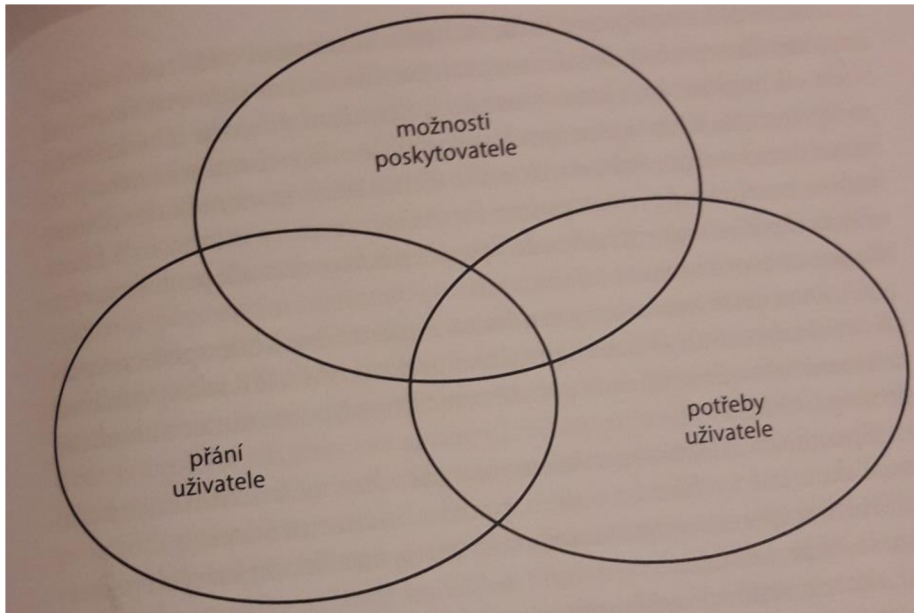 možnosti
poskytovatele
přání
uživatele
potřeby
uživatele